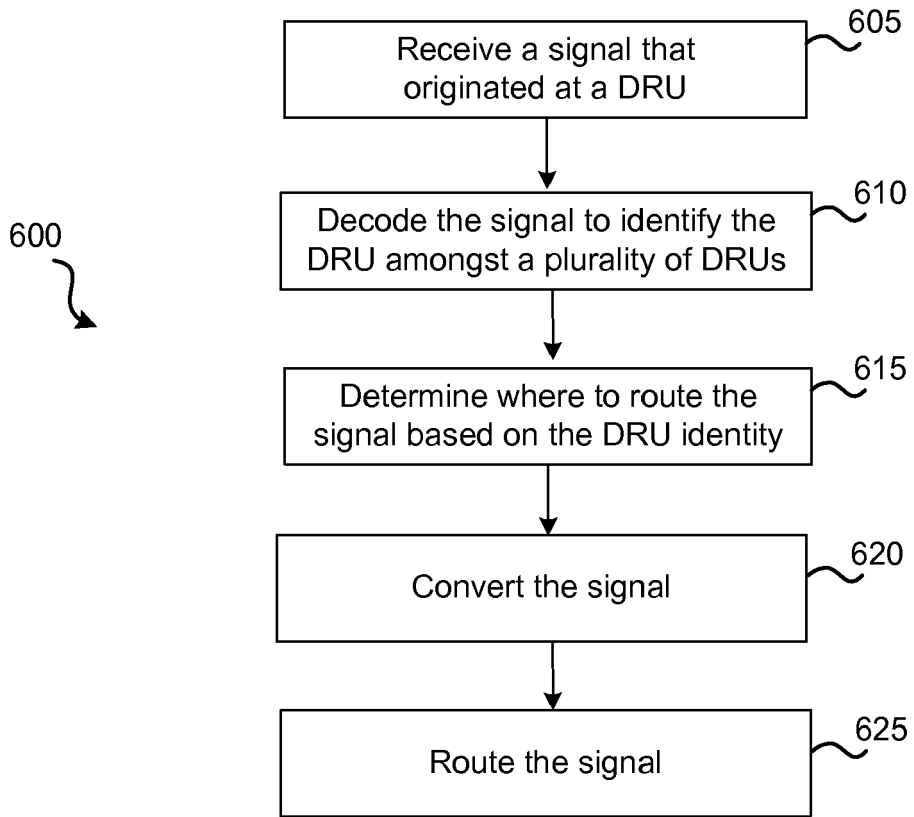 605
Receive a signal that
originated at a DRU
610
Decode the signal to identify the
DRU amongst a plurality of DRUs
600
615
Determine where to route the
signal based on the DRU identity
620
Convert the signal
625
Route the signal